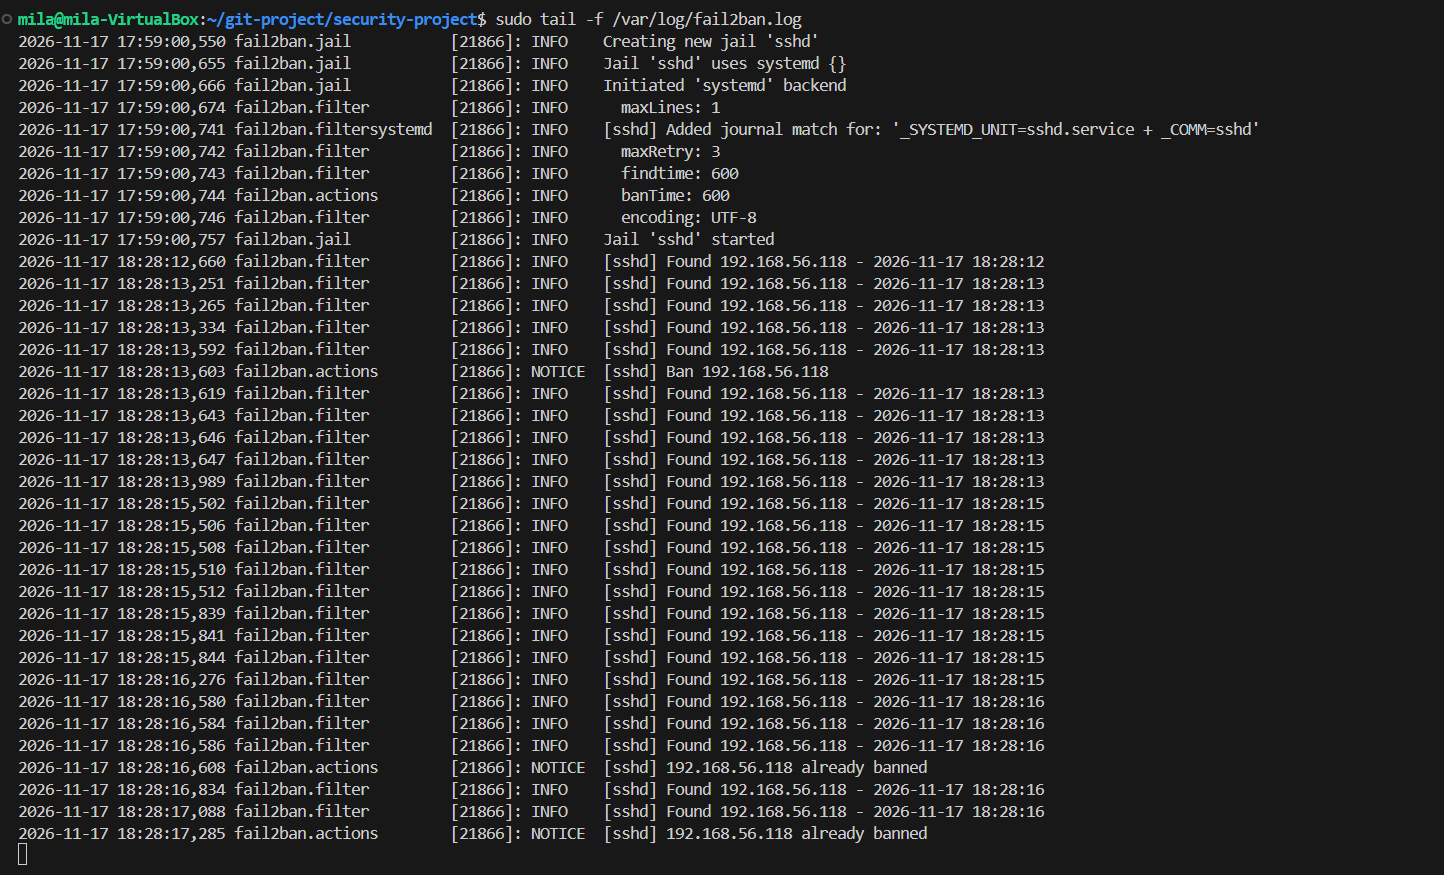 mila@mila-VirtualBox:~/git-project/security-project$ sudo tail -f /var/log/fail2ban.log
2026-11-17 17:59:00,550 fail2ban.jail           [21866]: INFO    Creating new jail 'sshd'
2026-11-17 17:59:00,655 fail2ban.jail           [21866]: INFO    Jail 'sshd' uses systemd {}
2026-11-17 17:59:00,666 fail2ban.jail           [21866]: INFO    Initiated 'systemd' backend
2026-11-17 17:59:00,674 fail2ban.filter         [21866]: INFO      maxLines: 1
2026-11-17 17:59:00,741 fail2ban.filtersystemd  [21866]: INFO    [sshd] Added journal match for: '_SYSTEMD_UNIT=sshd.service + _COMM=sshd'
2026-11-17 17:59:00,742 fail2ban.filter         [21866]: INFO      maxRetry: 3
2026-11-17 17:59:00,743 fail2ban.filter         [21866]: INFO      findtime: 600
2026-11-17 17:59:00,744 fail2ban.actions        [21866]: INFO      banTime: 600
2026-11-17 17:59:00,746 fail2ban.filter         [21866]: INFO      encoding: UTF-8
2026-11-17 17:59:00,757 fail2ban.jail           [21866]: INFO    Jail 'sshd' started
2026-11-17 18:28:12,660 fail2ban.filter         [21866]: INFO    [sshd] Found 192.168.56.118 - 2026-11-17 18:28:12
2026-11-17 18:28:13,251 fail2ban.filter         [21866]: INFO    [sshd] Found 192.168.56.118 - 2026-11-17 18:28:13
2026-11-17 18:28:13,265 fail2ban.filter         [21866]: INFO    [sshd] Found 192.168.56.118 - 2026-11-17 18:28:13
2026-11-17 18:28:13,334 fail2ban.filter         [21866]: INFO    [sshd] Found 192.168.56.118 - 2026-11-17 18:28:13
2026-11-17 18:28:13,592 fail2ban.filter         [21866]: INFO    [sshd] Found 192.168.56.118 - 2026-11-17 18:28:13
2026-11-17 18:28:13,603 fail2ban.actions        [21866]: NOTICE  [sshd] Ban 192.168.56.118
2026-11-17 18:28:13,619 fail2ban.filter         [21866]: INFO    [sshd] Found 192.168.56.118 - 2026-11-17 18:28:13
2026-11-17 18:28:13,643 fail2ban.filter         [21866]: INFO    [sshd] Found 192.168.56.118 - 2026-11-17 18:28:13
2026-11-17 18:28:13,646 fail2ban.filter         [21866]: INFO    [sshd] Found 192.168.56.118 - 2026-11-17 18:28:13
2026-11-17 18:28:13,647 fail2ban.filter         [21866]: INFO    [sshd] Found 192.168.56.118 - 2026-11-17 18:28:13
2026-11-17 18:28:13,989 fail2ban.filter         [21866]: INFO    [sshd] Found 192.168.56.118 - 2026-11-17 18:28:13
2026-11-17 18:28:15,502 fail2ban.filter         [21866]: INFO    [sshd] Found 192.168.56.118 - 2026-11-17 18:28:15
2026-11-17 18:28:15,506 fail2ban.filter         [21866]: INFO    [sshd] Found 192.168.56.118 - 2026-11-17 18:28:15
2026-11-17 18:28:15,508 fail2ban.filter         [21866]: INFO    [sshd] Found 192.168.56.118 - 2026-11-17 18:28:15
2026-11-17 18:28:15,510 fail2ban.filter         [21866]: INFO    [sshd] Found 192.168.56.118 - 2026-11-17 18:28:15
2026-11-17 18:28:15,512 fail2ban.filter         [21866]: INFO    [sshd] Found 192.168.56.118 - 2026-11-17 18:28:15
2026-11-17 18:28:15,839 fail2ban.filter         [21866]: INFO    [sshd] Found 192.168.56.118 - 2026-11-17 18:28:15
2026-11-17 18:28:15,841 fail2ban.filter         [21866]: INFO    [sshd] Found 192.168.56.118 - 2026-11-17 18:28:15
2026-11-17 18:28:15,844 fail2ban.filter         [21866]: INFO    [sshd] Found 192.168.56.118 - 2026-11-17 18:28:15
2026-11-17 18:28:16,276 fail2ban.filter         [21866]: INFO    [sshd] Found 192.168.56.118 - 2026-11-17 18:28:15
2026-11-17 18:28:16,580 fail2ban.filter         [21866]: INFO    [sshd] Found 192.168.56.118 - 2026-11-17 18:28:16
2026-11-17 18:28:16,584 fail2ban.filter         [21866]: INFO    [sshd] Found 192.168.56.118 - 2026-11-17 18:28:16
2026-11-17 18:28:16,586 fail2ban.filter         [21866]: INFO    [sshd] Found 192.168.56.118 - 2026-11-17 18:28:16
2026-11-17 18:28:16,608 fail2ban.actions        [21866]: NOTICE  [sshd] 192.168.56.118 already banned
2026-11-17 18:28:16,834 fail2ban.filter         [21866]: INFO    [sshd] Found 192.168.56.118 - 2026-11-17 18:28:16
2026-11-17 18:28:17,088 fail2ban.filter         [21866]: INFO    [sshd] Found 192.168.56.118 - 2026-11-17 18:28:16
2026-11-17 18:28:17,285 fail2ban.actions        [21866]: NOTICE  [sshd] 192.168.56.118 already banned